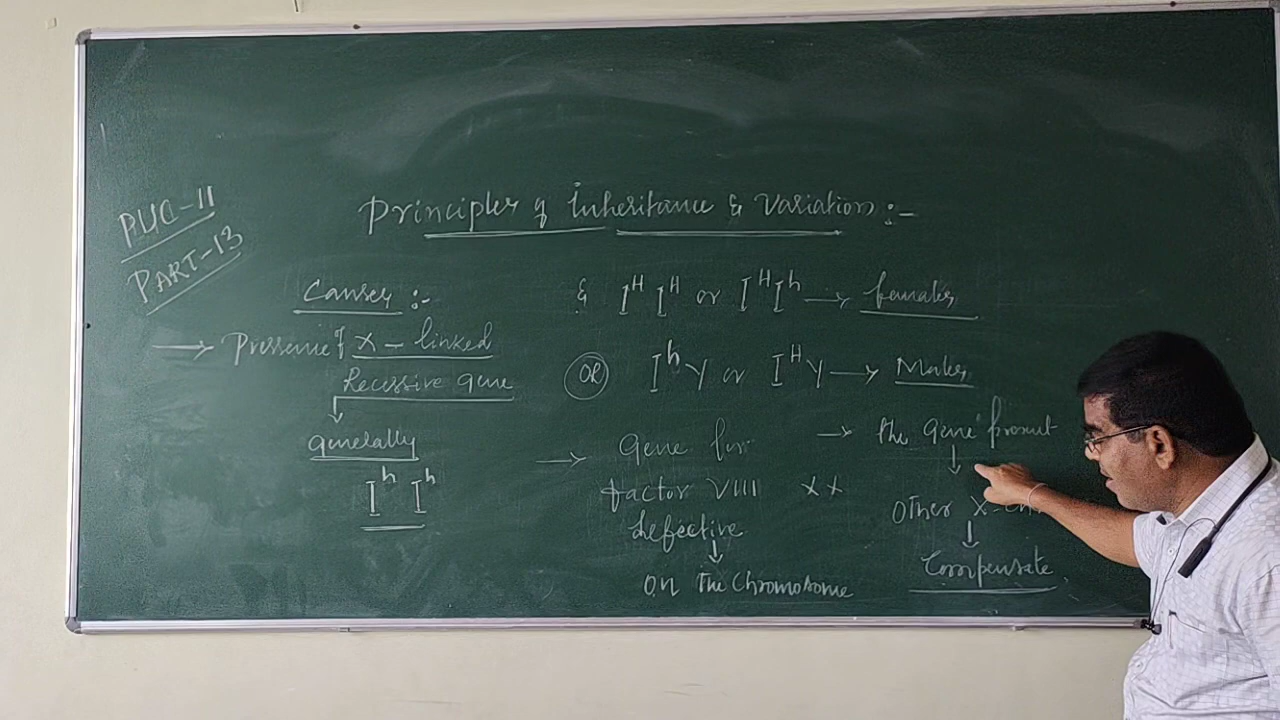 PUC-II
PART-13
Principles of Inheritance & Variation :-
Causes :-
→ Presence of X - linked
Recessive gene
↓
generally
I^h I^h
& I^H I^H or I^H I^h → females
OR I^h Y or I^H Y → Males
→ Gene for
factor VIII XX
defective
↓
on the Chromosome
→ the gene
↓
Other X-
↓
Compensate